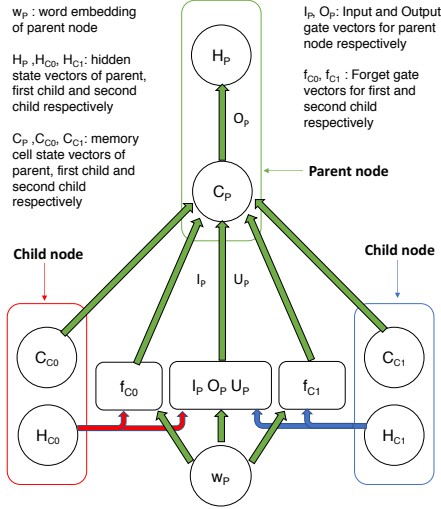 w_P : word embedding
of parent node
H_P ,H_C0, H_C1: hidden
state vectors of parent,
first child and second
child respectively
C_P ,C_C0, C_C1: memory
cell state vectors of
parent, first child and
second child
respectively
I_P, O_P: Input and Output
gate vectors for parent
node respectively
f_C0, f_C1 : Forget gate
vectors for first and
second child
respectively
H_P
O_P
C_P
Parent node
Child node
Child node
I_P
U_P
C_C0
C_C1
f_C0
I_P O_P U_P
f_C1
H_C0
H_C1
w_P